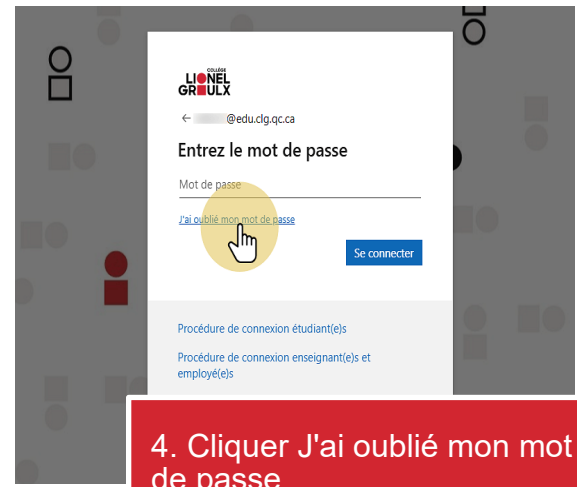 COLLÈGE
LIONEL
GROULX
@edu.clg.qc.ca
Entrez le mot de passe
Mot de passe
J'ai oublié mon mot de passe
Se connecter
Procédure de connexion étudiant(e)s
Procédure de connexion enseignant(e)s et
employé(e)s
4. Cliquer J'ai oublié mon mot
de passe